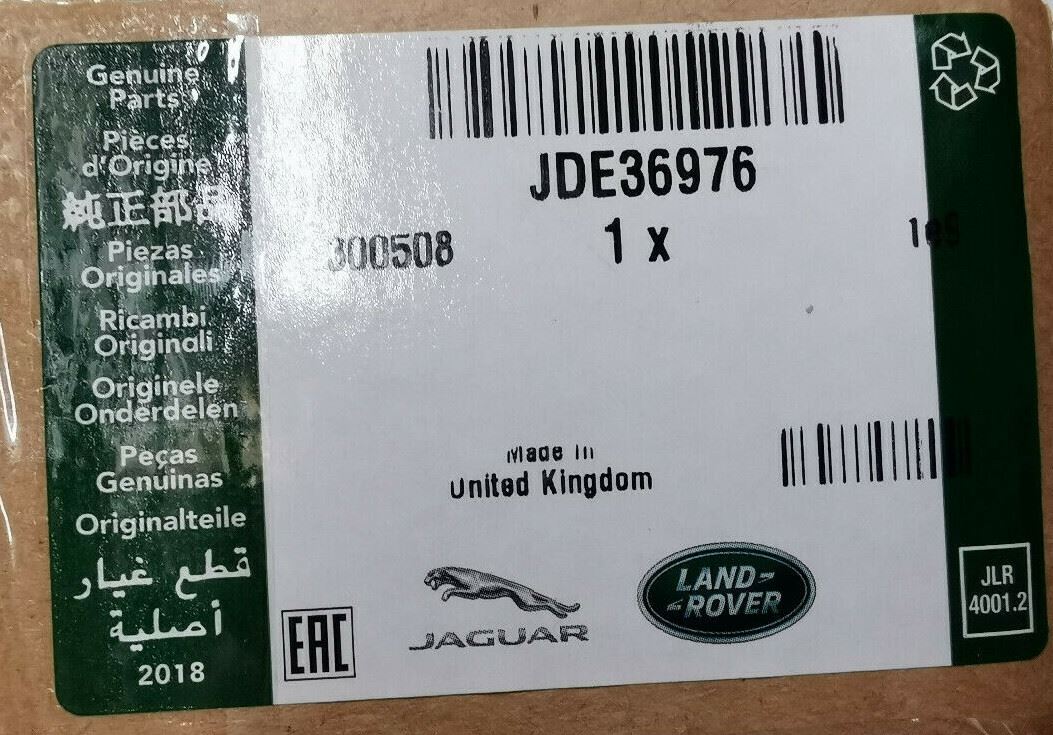 Genuine
Parts
Pièces
d'Origine
純正部品
Piezas
Originales
Ricambi
Originali
Originele
Onderdelen
Peças
Genuinas
Originalteile
قطع غيار
أصلية
2018
JDE36976
300508
1 x
Made in
United Kingdom
EAC
JAGUAR
LAND-
-ROVER
JLR
4001.2